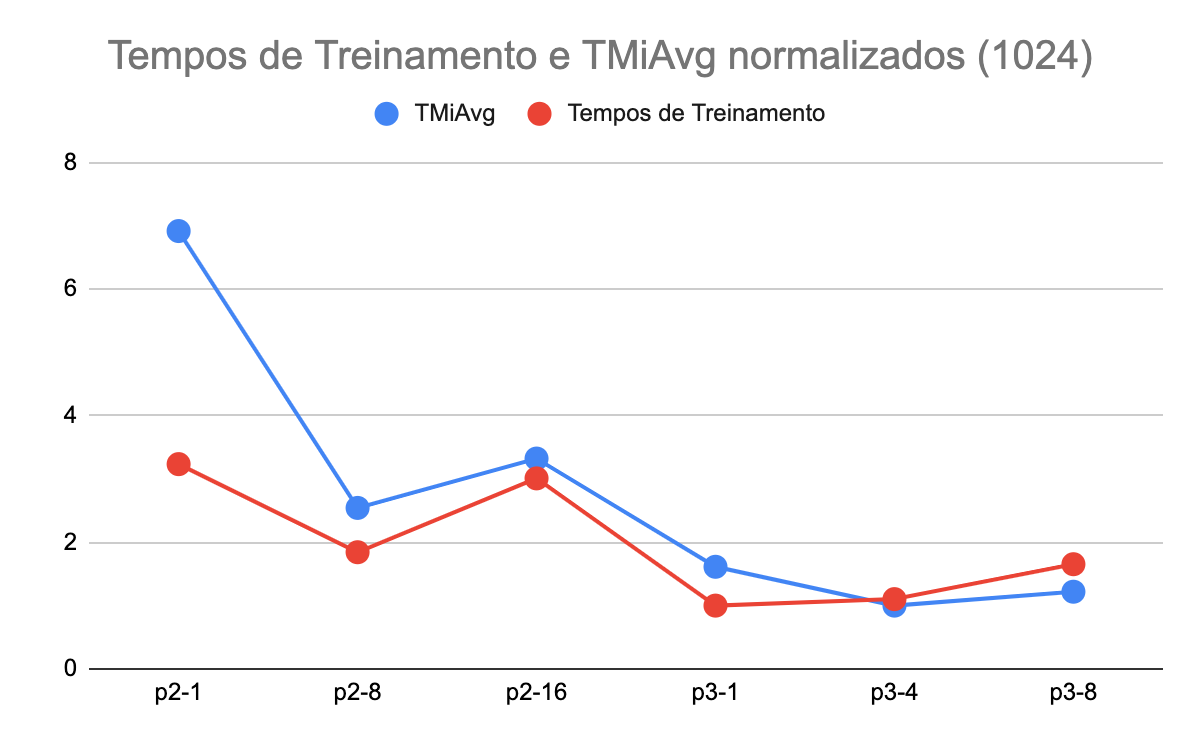 Tempos de Treinamento e TMiAvg normalizados (1024)
TMiAvg Tempos de Treinamento
8
6
4
2
0
p2-1 p2-8 p2-16 p3-1 p3-4 p3-8